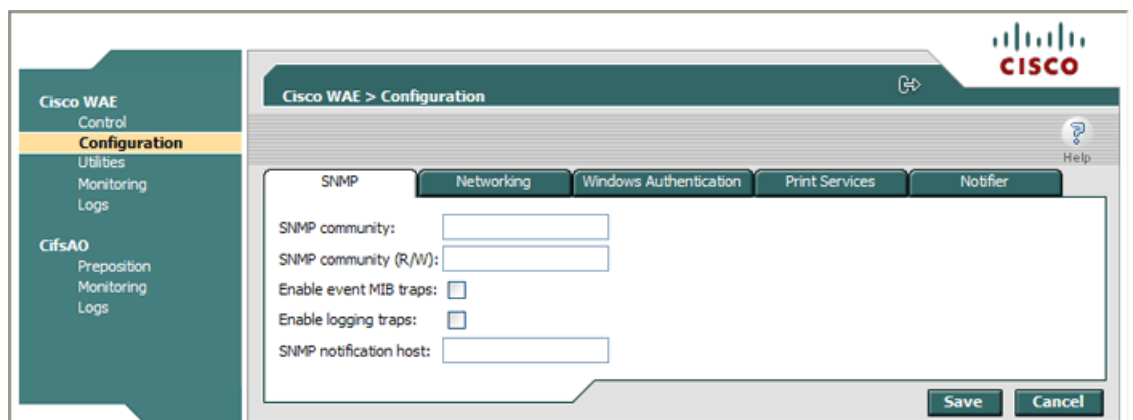 CISCO
Cisco WAE
Control
Configuration
Utilities
Monitoring
Logs
CifsAO
Preposition
Monitoring
Logs
Cisco WAE > Configuration
Help
SNMP
Networking
Windows Authentication
Print Services
Notifier
SNMP community:
SNMP community (R/W):
Enable event MIB traps:
Enable logging traps:
SNMP notification host:
Save
Cancel